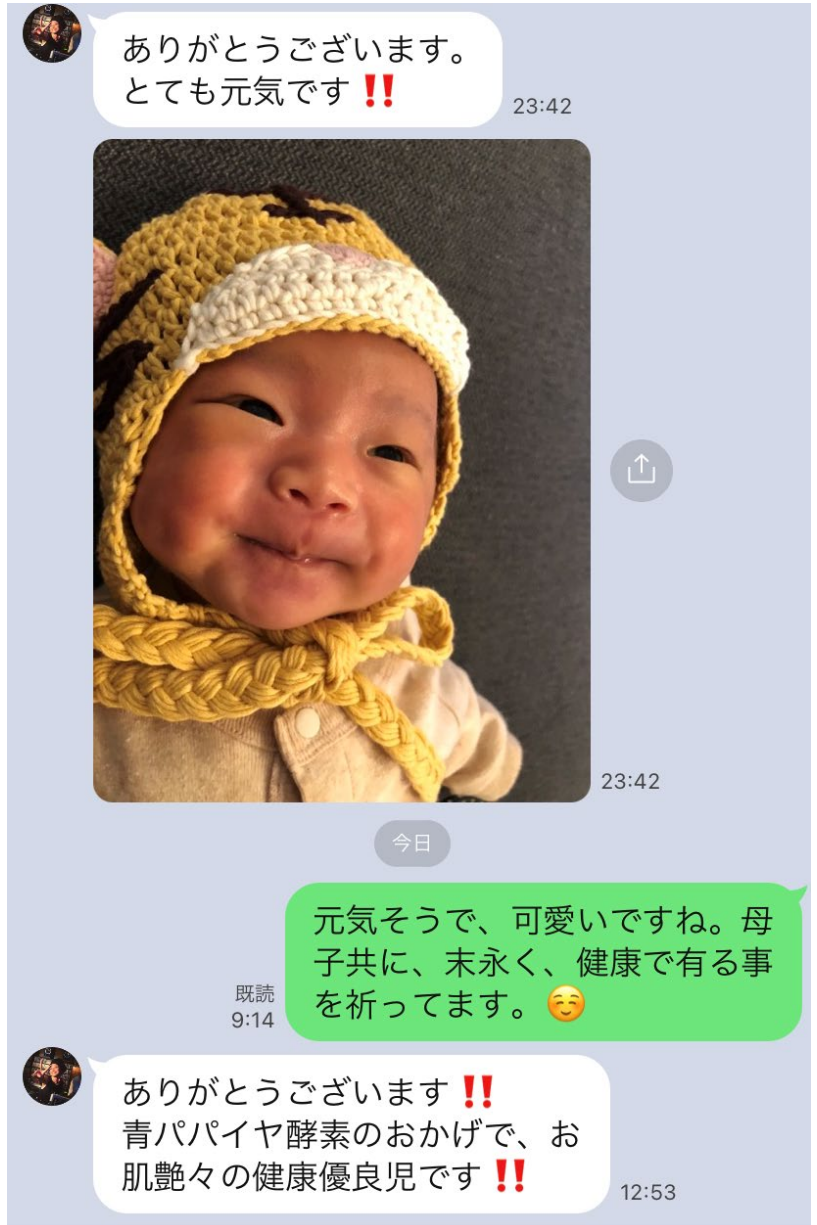 ありがとうございます。
とても元気です‼️
23:42
23:42
今日
元気そうで、可愛いですね。母
子共に、末永く、健康で有る事
を祈ってます。☺️
既読
9:14
ありがとうございます‼️
青パパイヤ酵素のおかげで、お
肌艶々の健康優良児です‼️
12:53